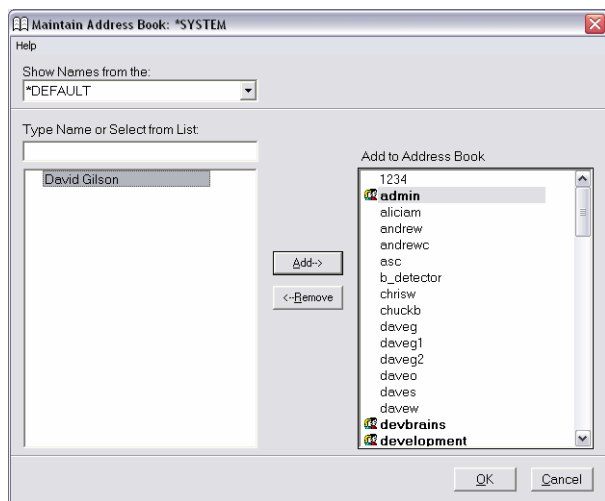 Maintain Address Book: *SYSTEM
Help
Show Names from the:
*DEFAULT
Type Name or Select from List:
David Gilson
Add-->
<--Remove
Add to Address Book
1234
admin
aliciam
andrew
andrewc
asc
b_detector
chrisw
chuckb
daveg
daveg1
daveg2
daveo
daves
davew
devbrains
development
OK
Cancel